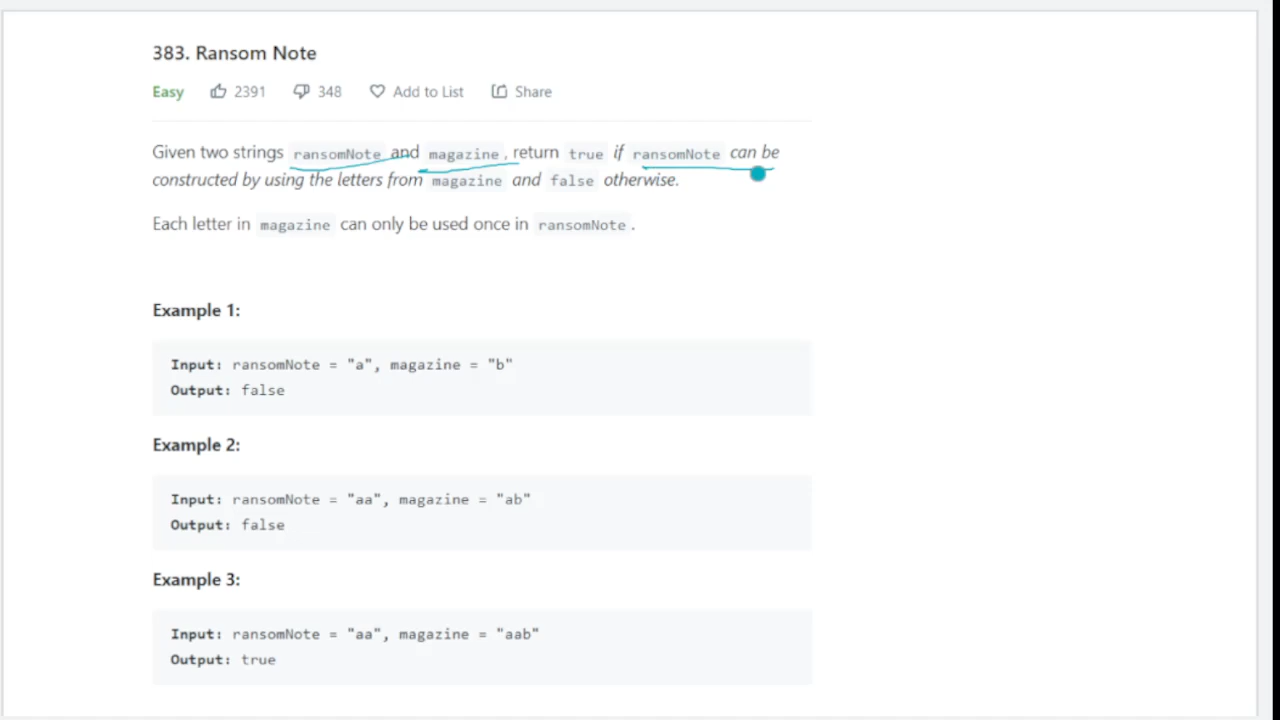 383. Ransom Note
Easy 2391 348 Add to List Share
Given two strings ransomNote and magazine, return true if ransomNote can be
constructed by using the letters from magazine and false otherwise.
Each letter in magazine can only be used once in ransomNote.
Example 1:
Input: ransomNote = "a", magazine = "b"
Output: false
Example 2:
Input: ransomNote = "aa", magazine = "ab"
Output: false
Example 3:
Input: ransomNote = "aa", magazine = "aab"
Output: true